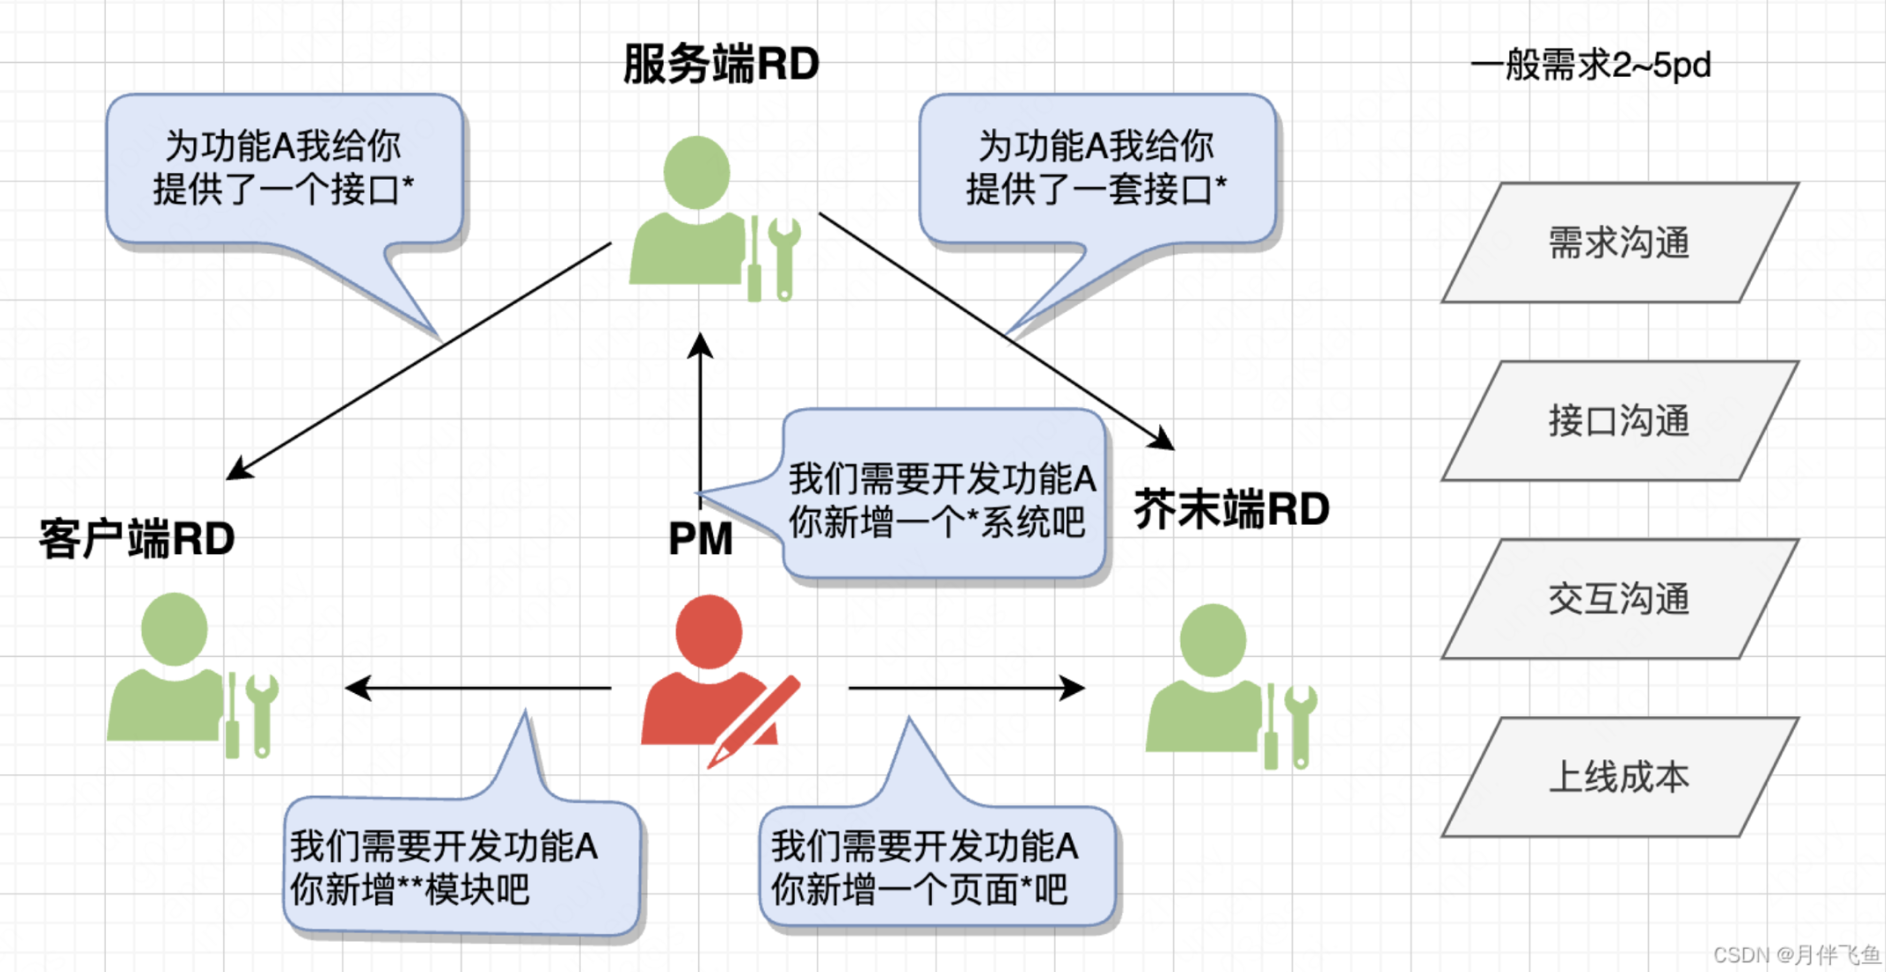 服务端RD
一般需求2~5pd
为功能A我给你
提供了一个接口*
为功能A我给你
提供了一套接口*
需求沟通
接口沟通
我们需要开发功能A
你新增一个*系统吧
客户端RD
PM
芥末端RD
交互沟通
上线成本
我们需要开发功能A
你新增**模块吧
我们需要开发功能A
你新增一个页面*吧
CSDN @月伴飞鱼